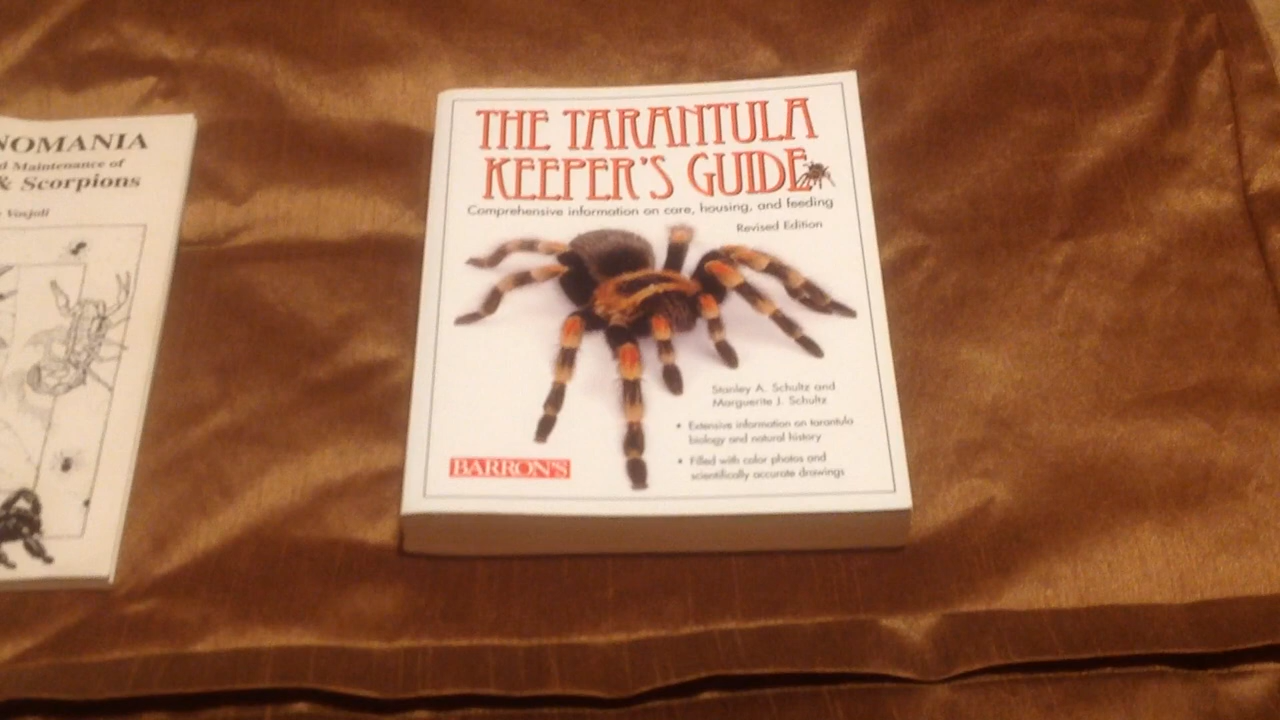 NOMANIA
d Maintenance of
& Scorpions
Vosjoli
THE TARANTULA
KEEPER'S GUIDE
Comprehensive information on care, housing, and feeding
Revised Edition
Stanley A. Schultz and
Marguerite J. Schultz
• Extensive information on tarantula
biology and natural history
• Filled with color photos and
scientifically accurate drawings
BARRON'S